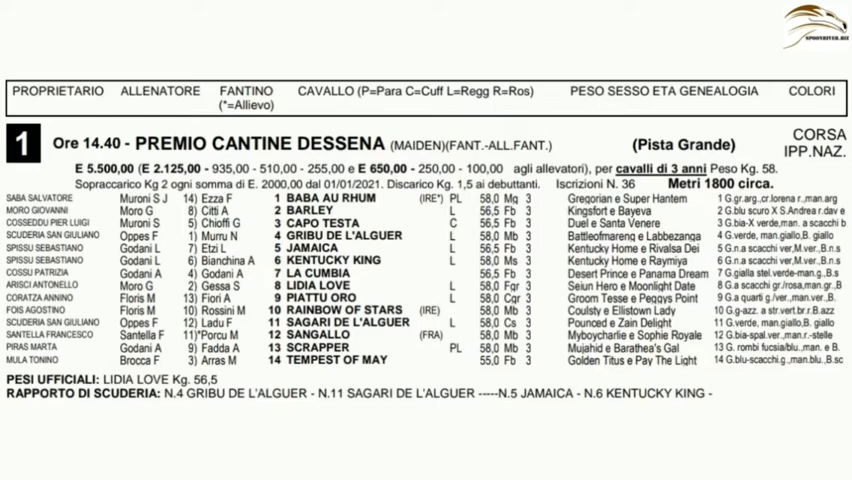 SPOONRIVER.BIZ
PROPRIETARIO ALLENATORE FANTINO CAVALLO (P=Para C=Cuff L=Regg R=Ros) PESO SESSO ETA GENEALOGIA COLORI
(*=Allievo)
1 Ore 14.40 - PREMIO CANTINE DESSENA (MAIDEN)(FANT.-ALL.FANT.) (Pista Grande) CORSA IPP.NAZ.
E 5.500,00 (E 2.125,00 - 935,00 - 510,00 - 255,00 e E 650,00 - 250,00 - 100,00 agli allevatori), per cavalli di 3 anni Peso Kg. 58.
Sopraccarico Kg 2 ogni somma di E. 2000,00 dal 01/01/2021. Discarico Kg. 1,5 ai debuttanti. Iscrizioni N. 36 Metri 1800 circa.
SABA SALVATORE Muroni S J 14) Ezza F 1 BABA AU RHUM (IRE*) PL 58,0 Mg 3 Gregorian e Super Hantem 1 G.gr.arg.,cr.lorena r.,man.arg
MORO GIOVANNI Moro G 8) Citti A 2 BARLEY L 56,5 Fb 3 Kingsfort e Bayeva 2 G.blu scuro X S.Andrea r.dav e
COSSEDDU PIER LUIGI Muroni S 5) Chioffi G 3 CAPO TESTA C 58,0 Mb 3 Duel e Santa Venere 3 G.bia-X verde,man. a scacchi b
SCUDERIA SAN GIULIANO Oppes F 1) Murru N 4 GRIBU DE L'ALGUER L 58,0 Mb 3 Battleofmareng e Labbezanga 4 G.verde, man.giallo,B. giallo
SPISSU SEBASTIANO Godani L 7) Etzi L 5 JAMAICA L 56,5 Fb 3 Kentucky Home e Rivalsa Dei 5 G.n.a scacchi ver,M.ver.,B.n.s
SPISSU SEBASTIANO Godani L 6) Bianchina A 6 KENTUCKY KING L 58,0 Ms 3 Kentucky Home e Raymiya 6 G.n.a scacchi ver,M.ver.,B.n.s
COSSU PATRIZIA Godani A 4) Godani A 7 LA CUMBIA 56,5 Fb 3 Desert Prince e Panama Dream 7 G.gialla stel.verde-man.g.,B.s
ARISCI ANTONELLO Moro G 2) Gessa S 8 LIDIA LOVE L 58,0 Fgr 3 Seiun Hero e Moonlight Date 8 G.a scacchi gr./rosa,man.gr.,B
CORATZA ANNINO Floris M 13) Fiori A 9 PIATTU ORO L 58,0 Cgr 3 Groom Tesse e Peggys Point 9 G.a quarti g./ver.,man.ver.,B.
FOIS AGOSTINO Floris M 10) Rossini M 10 RAINBOW OF STARS (IRE) 58,0 Mb 3 Coulsty e Ellistown Lady 10 G.g-azz. a str.vert.br.r.B.azz
SCUDERIA SAN GIULIANO Oppes F 12) Ladu F 11 SAGARI DE L'ALGUER L 58,0 Cs 3 Pounced e Zain Delight 11 G.verde, man.giallo,B. giallo
SANTELLA FRANCESCO Santella F 11)*Porcu M 12 SANGALLO (FRA) 58,0 Mb 3 Myboycharlie e Sophie Royale 12 G.bia-spal.ver.,man.r.-stelle
PIRAS MARTA Godani A 9) Fadda A 13 SCRAPPER PL 58,0 Mb 3 Mujahid e Barathea's Gal 13 G. rombi fucsia/blu.,man. e B.
MULA TONINO Brocca F 3) Arras M 14 TEMPEST OF MAY 55,0 Fb 3 Golden Titus e Pay The Light 14 G.blu-scacchi.g.,man.blu.,B.sc
PESI UFFICIALI: LIDIA LOVE Kg. 56,5
RAPPORTO DI SCUDERIA: N.4 GRIBU DE L'ALGUER - N.11 SAGARI DE L'ALGUER -----N.5 JAMAICA - N.6 KENTUCKY KING -